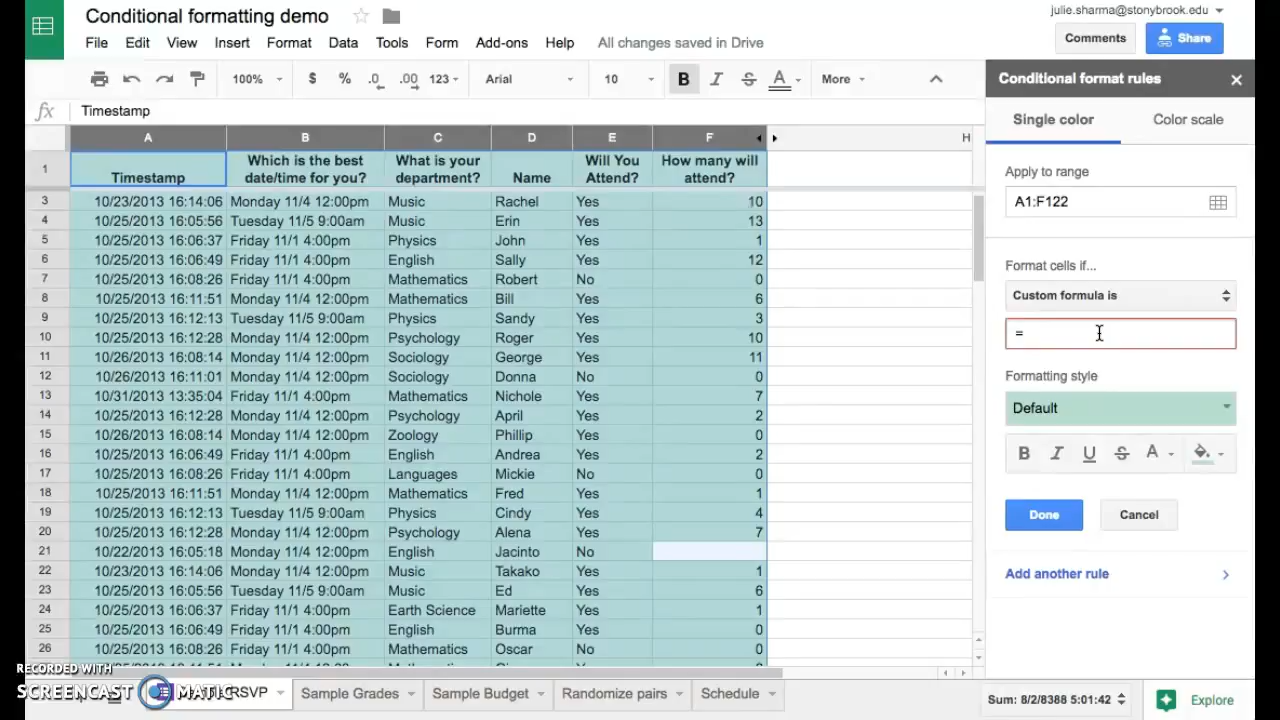 Conditional formatting demo
julie.sharma@stonybrook.edu
File Edit View Insert Format Data Tools Form Add-ons Help All changes saved in Drive
Comments Share
100% $ % .0 .00 123 Arial 10 B I S A More
fx Timestamp
Conditional format rules
Single color Color scale
Apply to range
A1:F122
Format cells if...
Custom formula is
=
Formatting style
Default
B I U S A
Done Cancel
Add another rule
A B C D E F H
1 Timestamp Which is the best date/time for you? What is your department? Name Will You Attend? How many will attend?
3 10/23/2013 16:14:06 Monday 11/4 12:00pm Music Rachel Yes 10
4 10/25/2013 16:05:56 Tuesday 11/5 9:00am Music Erin Yes 13
5 10/25/2013 16:06:37 Friday 11/1 4:00pm Physics John Yes 1
6 10/25/2013 16:06:49 Friday 11/1 4:00pm English Sally Yes 12
7 10/25/2013 16:08:26 Friday 11/1 4:00pm Mathematics Robert No 0
8 10/25/2013 16:11:51 Monday 11/4 12:00pm Mathematics Bill Yes 6
9 10/25/2013 16:12:13 Tuesday 11/5 9:00am Physics Sandy Yes 3
10 10/25/2013 16:12:28 Monday 11/4 12:00pm Psychology Roger Yes 10
11 10/26/2013 16:08:14 Monday 11/4 12:00pm Sociology George Yes 11
12 10/26/2013 16:11:01 Monday 11/4 12:00pm Sociology Donna No 0
13 10/31/2013 13:35:04 Friday 11/1 4:00pm Mathematics Nichole Yes 7
14 10/25/2013 16:12:28 Monday 11/4 12:00pm Psychology April Yes 2
15 10/26/2013 16:08:14 Monday 11/4 12:00pm Zoology Phillip Yes 0
16 10/25/2013 16:06:49 Friday 11/1 4:00pm English Andrea Yes 2
17 10/25/2013 16:08:26 Friday 11/1 4:00pm Languages Mickie No 0
18 10/25/2013 16:11:51 Monday 11/4 12:00pm Mathematics Fred Yes 1
19 10/25/2013 16:12:13 Tuesday 11/5 9:00am Physics Cindy Yes 4
20 10/25/2013 16:12:28 Monday 11/4 12:00pm Psychology Alena Yes 7
21 10/22/2013 16:05:18 Monday 11/4 12:00pm English Jacinto No
22 10/23/2013 16:14:06 Monday 11/4 12:00pm Music Takako Yes 1
23 10/25/2013 16:05:56 Tuesday 11/5 9:00am Music Ed Yes 6
24 10/25/2013 16:06:37 Friday 11/1 4:00pm Earth Science Mariette Yes 1
25 10/25/2013 16:06:49 Friday 11/1 4:00pm English Burma Yes 0
26 10/25/2013 16:08:26 Friday 11/1 4:00pm Mathematics Oscar No 0
RECORDED WITH
SCREENCAST MATIC
RSVP Sample Grades Sample Budget Randomize pairs Schedule
Sum: 8/2/8388 5:01:42 Explore